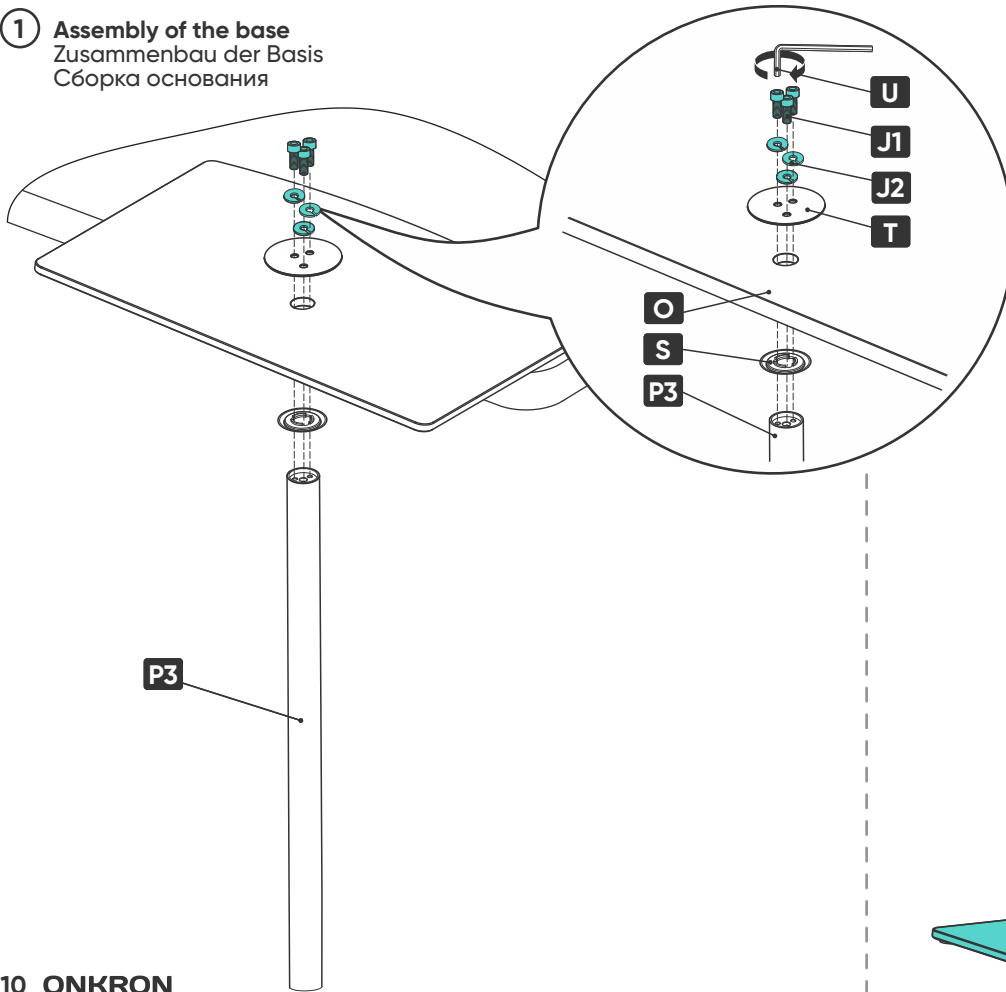 1 Assembly of the base
Zusammenbau der Basis
Сборка основания
U
J1
J2
T
O
S
P3
P3
10 ONKRON